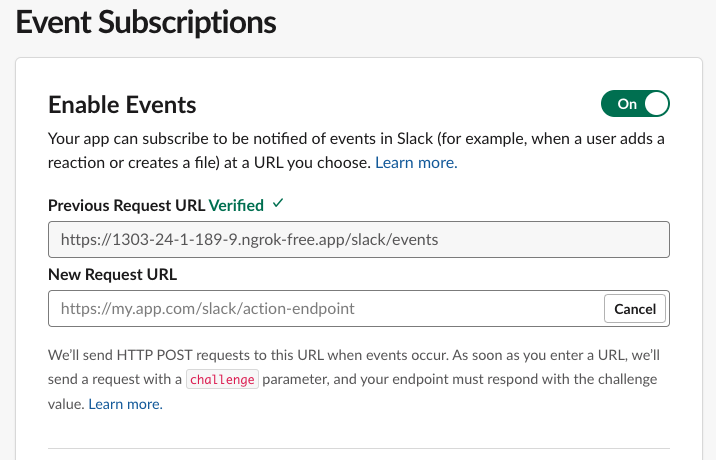 Event Subscriptions
Enable Events
On
Your app can subscribe to be notified of events in Slack (for example, when a user adds a
reaction or creates a file) at a URL you choose. Learn more.
Previous Request URL Verified ✓
https://1303-24-1-189-9.ngrok-free.app/slack/events
New Request URL
https://my.app.com/slack/action-endpoint
Cancel
We’ll send HTTP POST requests to this URL when events occur. As soon as you enter a URL, we’ll
send a request with a challenge parameter, and your endpoint must respond with the challenge
value. Learn more.